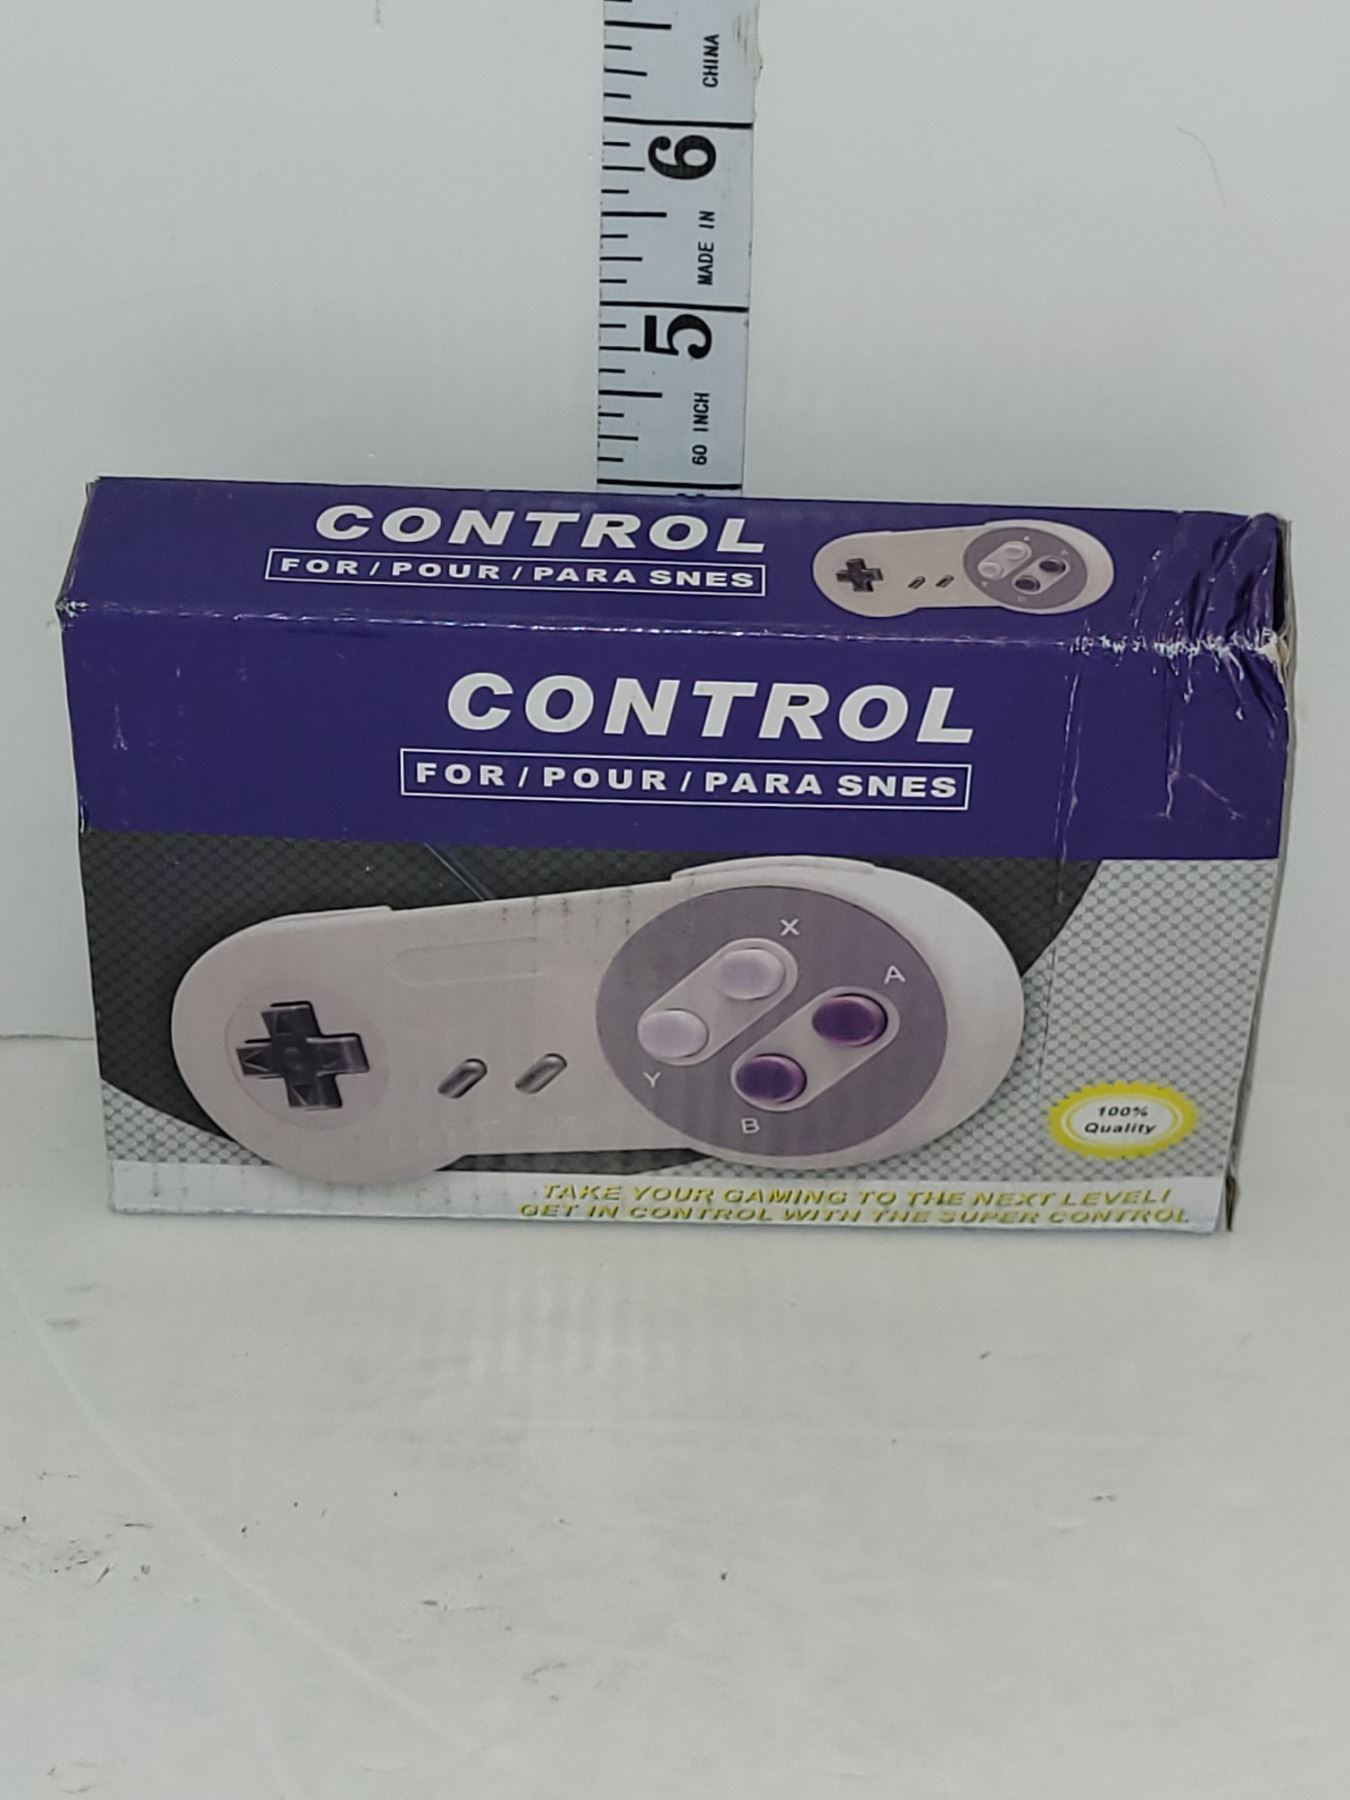 CHINA
6
MADE IN
5
60 INCH
CONTROL
FOR / POUR / PARA SNES
CONTROL
FOR / POUR / PARA SNES
X
A
Y
B
100%
Quality
TAKE YOUR GAMING TO THE NEXT LEVEL!
GET IN CONTROL WITH THE SUPER CONTROL